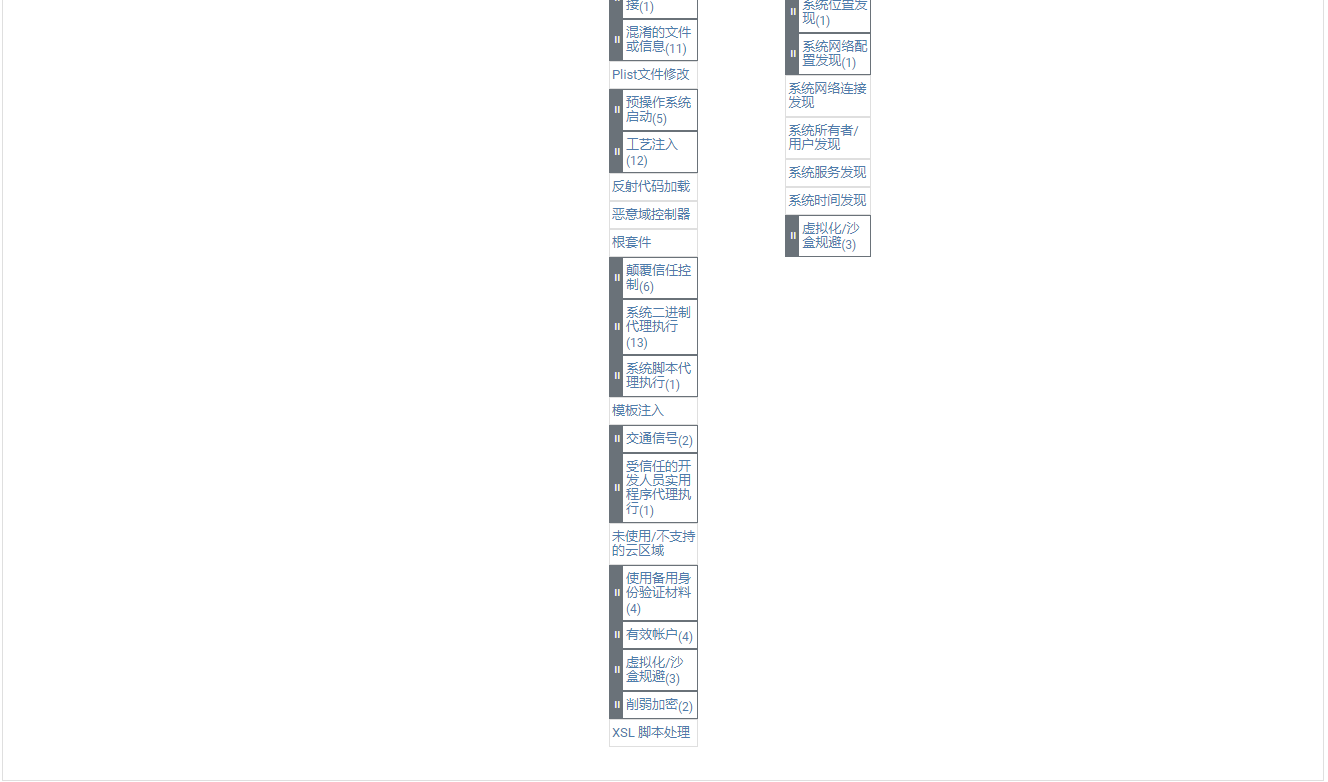 接(1)
混淆的文件
或信息(11)
Plist文件修改
预操作系统
启动(5)
工艺注入
(12)
反射代码加载
恶意域控制器
根套件
颠覆信任控
制(6)
系统二进制
代理执行
(13)
系统脚本代
理执行(1)
模板注入
交通信号(2)
受信任的开
发人员实用
程序代理执
行(1)
未使用/不支持
的云区域
使用备用身
份验证材料
(4)
有效帐户(4)
虚拟化/沙
盒规避(3)
削弱加密(2)
XSL 脚本处理
系统位置发
现(1)
系统网络配
置发现(1)
系统网络连接
发现
系统所有者/
用户发现
系统服务发现
系统时间发现
虚拟化/沙
盒规避(3)